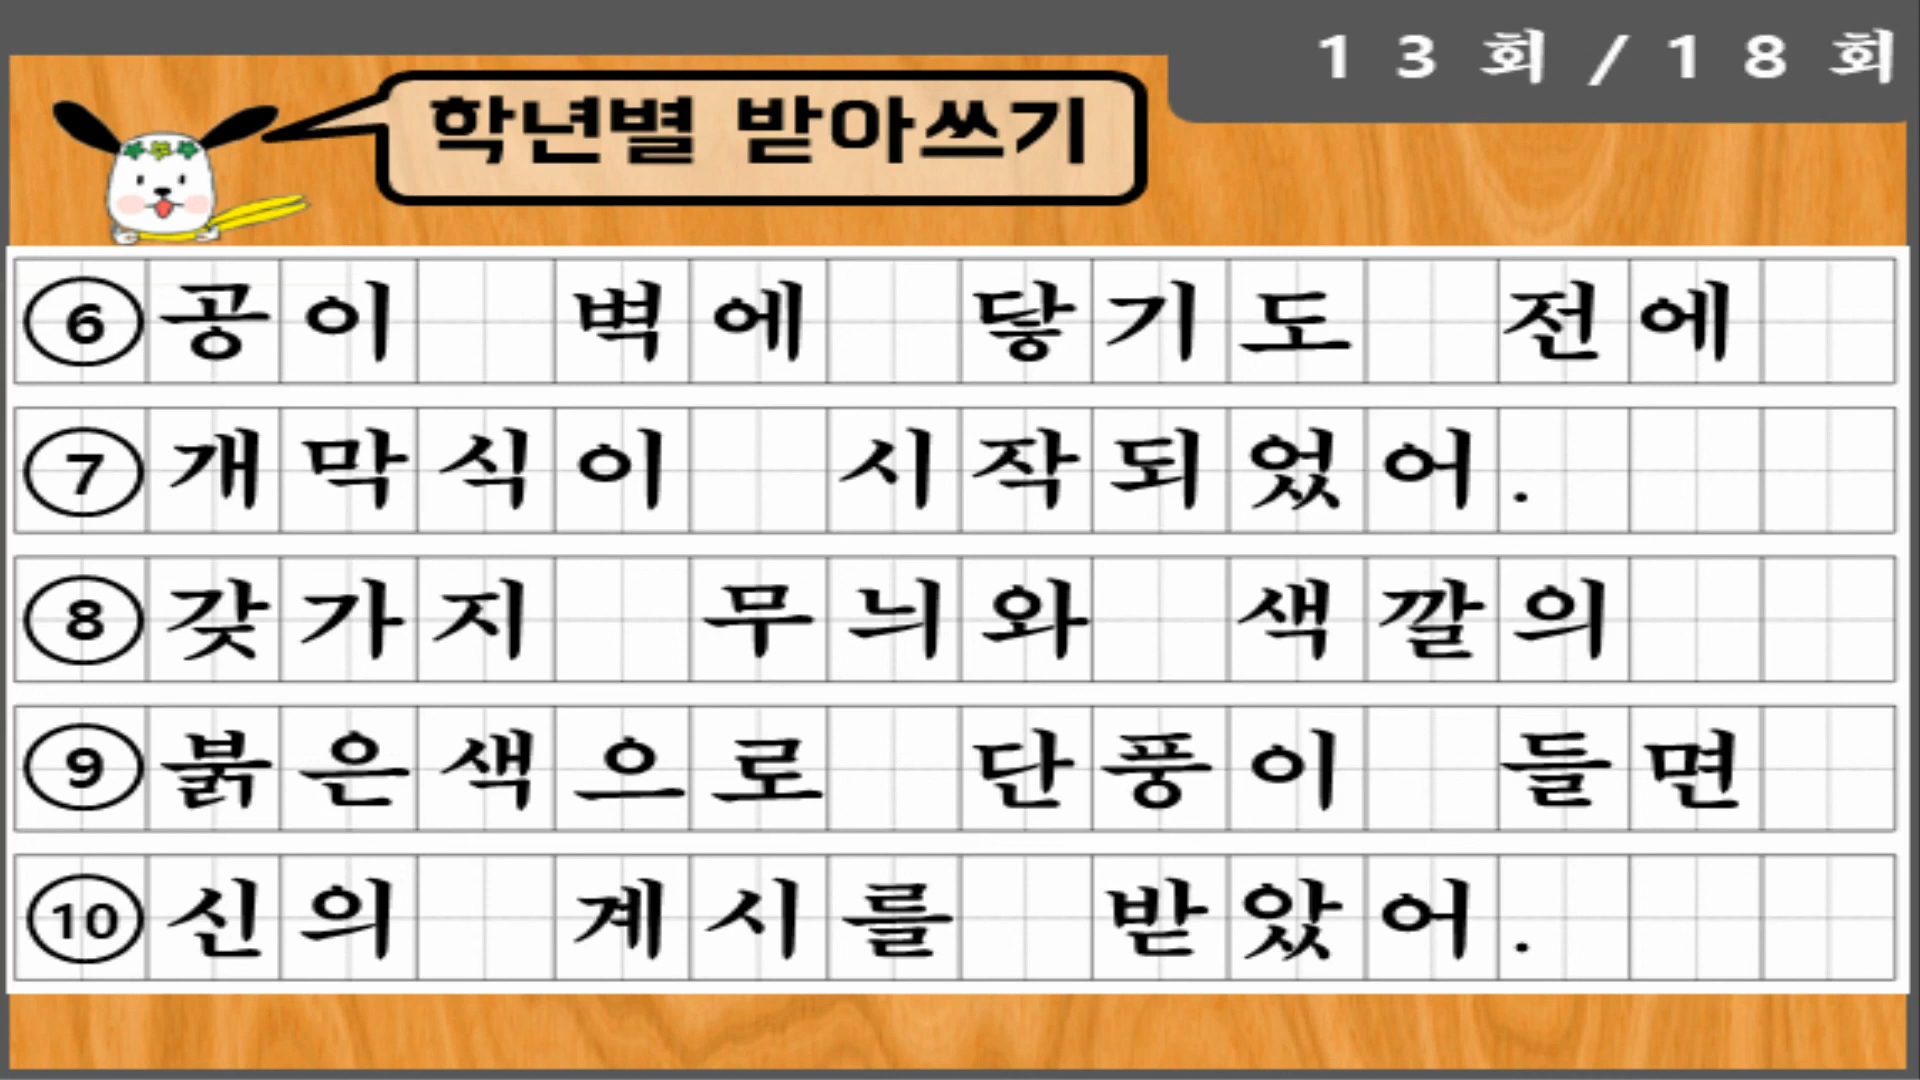 13회/18회
학년별 받아쓰기
⑥ 공이 벽에 닿기도 전에
⑦ 개막식이 시작되었어.
⑧ 갖가지 무늬와 색깔의
⑨ 붉은색으로 단풍이 들면
⑩ 신의 계시를 받았어.